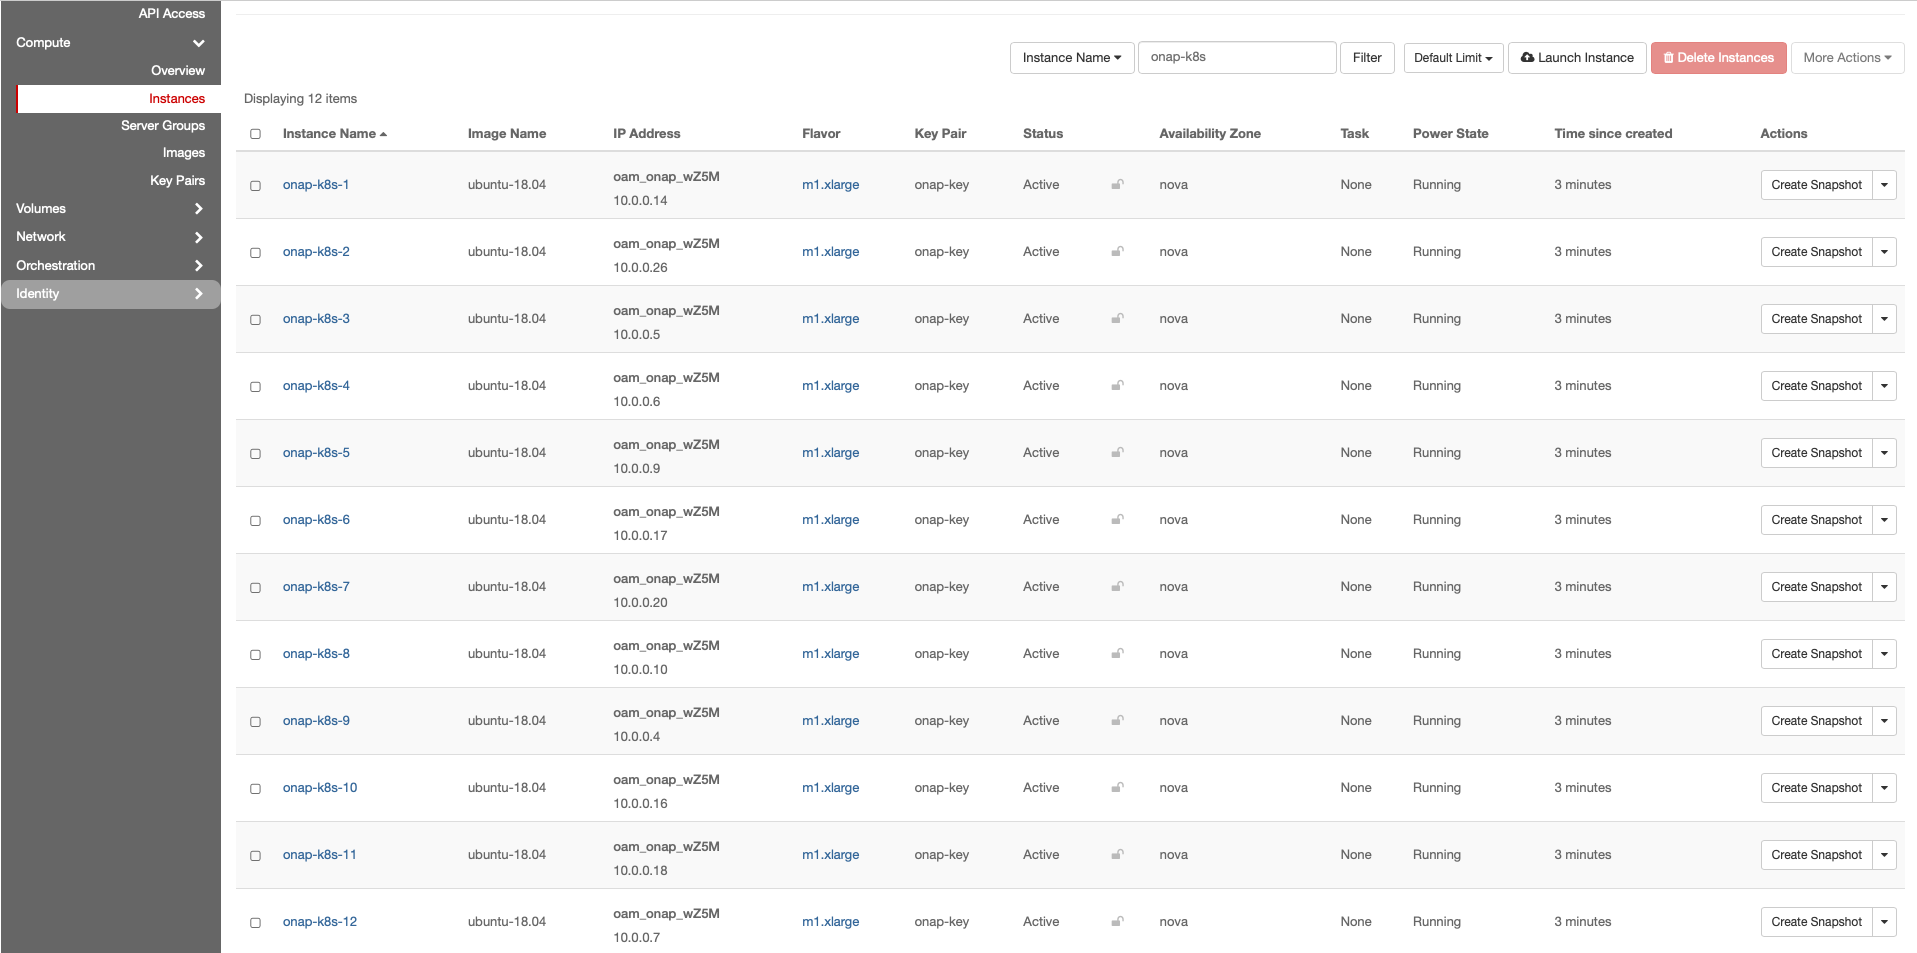 API Access
Compute
Overview
Instances
Server Groups
Images
Key Pairs
Volumes
Network
Orchestration
Identity
Instance Name onap-k8s Filter Default Limit Launch Instance Delete Instances More Actions
Displaying 12 items
Instance Name Image Name IP Address Flavor Key Pair Status Availability Zone Task Power State Time since created Actions
onap-k8s-1 ubuntu-18.04 oam_onap_wZ5M m1.xlarge onap-key Active nova None Running 3 minutes Create Snapshot
10.0.0.14
onap-k8s-2 ubuntu-18.04 oam_onap_wZ5M m1.xlarge onap-key Active nova None Running 3 minutes Create Snapshot
10.0.0.26
onap-k8s-3 ubuntu-18.04 oam_onap_wZ5M m1.xlarge onap-key Active nova None Running 3 minutes Create Snapshot
10.0.0.5
onap-k8s-4 ubuntu-18.04 oam_onap_wZ5M m1.xlarge onap-key Active nova None Running 3 minutes Create Snapshot
10.0.0.6
onap-k8s-5 ubuntu-18.04 oam_onap_wZ5M m1.xlarge onap-key Active nova None Running 3 minutes Create Snapshot
10.0.0.9
onap-k8s-6 ubuntu-18.04 oam_onap_wZ5M m1.xlarge onap-key Active nova None Running 3 minutes Create Snapshot
10.0.0.17
onap-k8s-7 ubuntu-18.04 oam_onap_wZ5M m1.xlarge onap-key Active nova None Running 3 minutes Create Snapshot
10.0.0.20
onap-k8s-8 ubuntu-18.04 oam_onap_wZ5M m1.xlarge onap-key Active nova None Running 3 minutes Create Snapshot
10.0.0.10
onap-k8s-9 ubuntu-18.04 oam_onap_wZ5M m1.xlarge onap-key Active nova None Running 3 minutes Create Snapshot
10.0.0.4
onap-k8s-10 ubuntu-18.04 oam_onap_wZ5M m1.xlarge onap-key Active nova None Running 3 minutes Create Snapshot
10.0.0.16
onap-k8s-11 ubuntu-18.04 oam_onap_wZ5M m1.xlarge onap-key Active nova None Running 3 minutes Create Snapshot
10.0.0.18
onap-k8s-12 ubuntu-18.04 oam_onap_wZ5M m1.xlarge onap-key Active nova None Running 3 minutes Create Snapshot
10.0.0.7